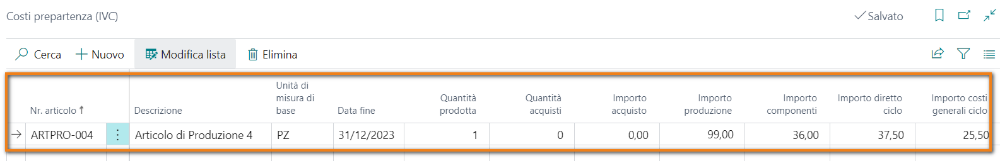 Costi prepartenza (IVC)
Salvato
Cerca
Nuovo
Modifica lista
Elimina
Nr. articolo ↑
Descrizione
Unità di
misura di
base
Data fine
Quantità
prodotta
Quantità
acquisti
Importo
acquisto
Importo
produzione
Importo
componenti
Importo diretto
ciclo
Importo costi
generali ciclo
ARTPRO-004
Articolo di Produzione 4
PZ
31/12/2023
1
0
0,00
99,00
36,00
37,50
25,50